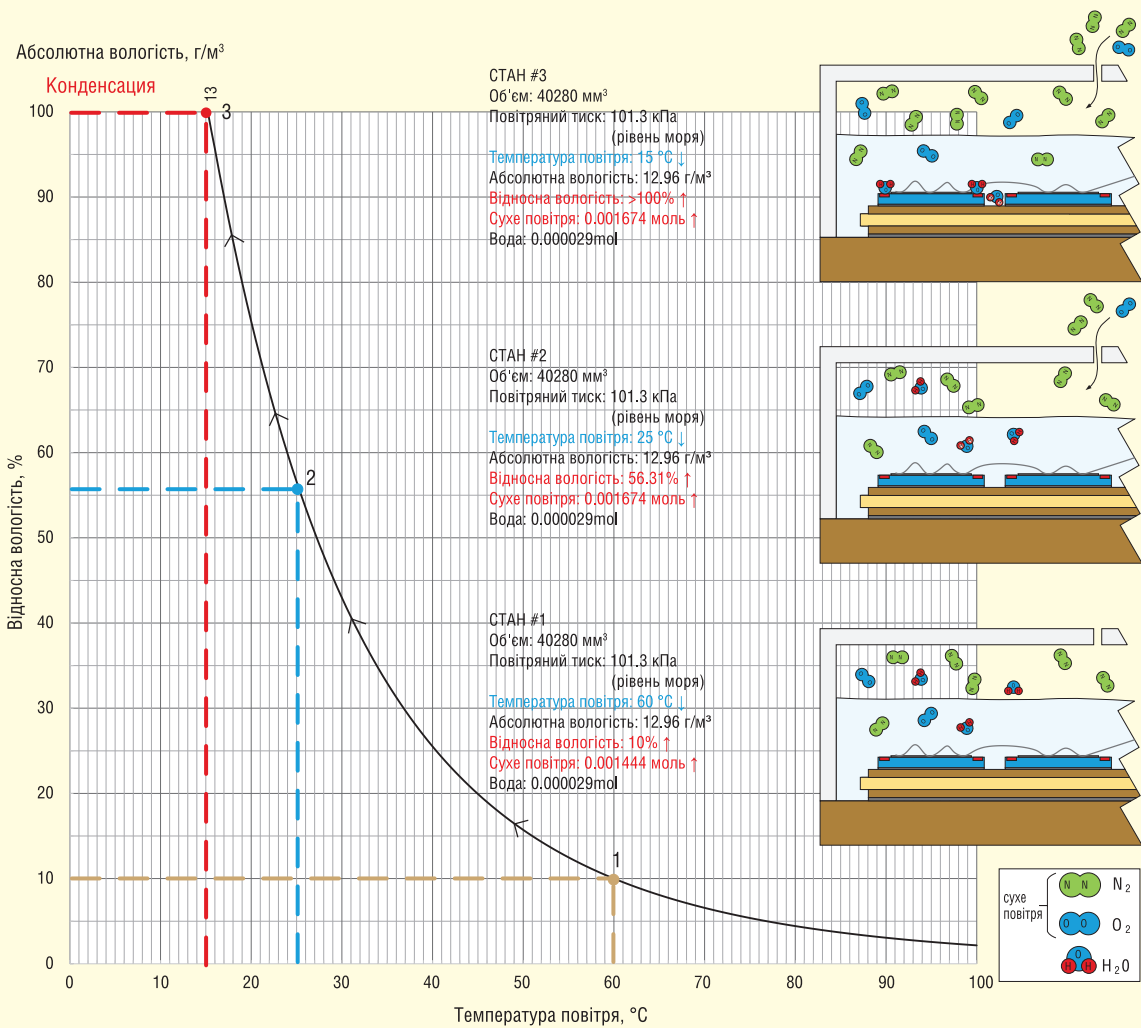 Абсолютна вологість, г/м³
Конденсация
13
3
100
90
80
70
60
50
40
30
20
10
0
Відносна вологість, %
2
1
0
10
20
30
40
50
60
70
80
90
100
Температура повітря, °C
СТАН #3
Об'єм: 40280 мм³
Повітряний тиск: 101.3 кПа
(рівень моря)
Температура повітря: 15 °C ↓
Абсолютна вологість: 12.96 г/м³
Відносна вологість: >100% ↑
Сухе повітря: 0.001674 моль ↑
Вода: 0.000029mol
СТАН #2
Об'єм: 40280 мм³
Повітряний тиск: 101.3 кПа
(рівень моря)
Температура повітря: 25 °C ↓
Абсолютна вологість: 12.96 г/м³
Відносна вологість: 56.31% ↑
Сухе повітря: 0.001674 моль ↑
Вода: 0.000029mol
СТАН #1
Об'єм: 40280 мм³
Повітряний тиск: 101.3 кПа
(рівень моря)
Температура повітря: 60 °C ↓
Абсолютна вологість: 12.96 г/м³
Відносна вологість: 10% ↑
Сухе повітря: 0.001444 моль ↑
Вода: 0.000029mol
сухе
повітря
N N N₂
O O O₂
O
H H H₂O